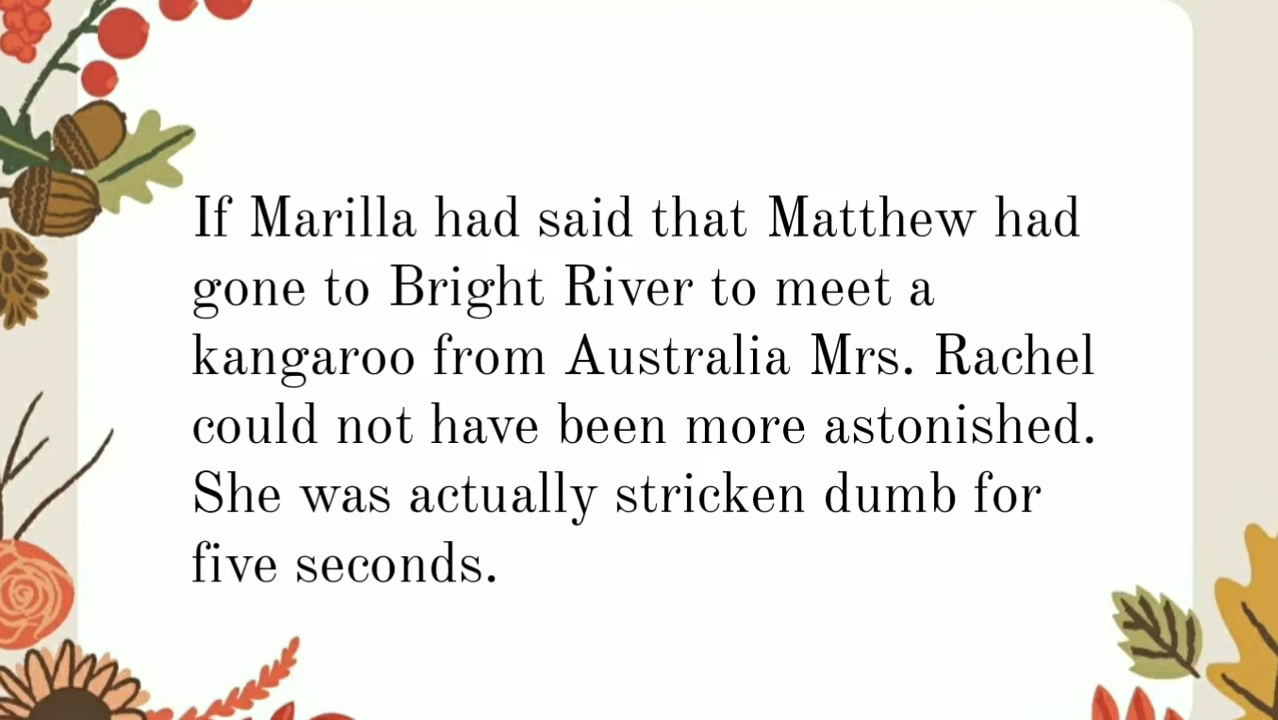 If Marilla had said that Matthew had
gone to Bright River to meet a
kangaroo from Australia Mrs. Rachel
could not have been more astonished.
She was actually stricken dumb for
five seconds.